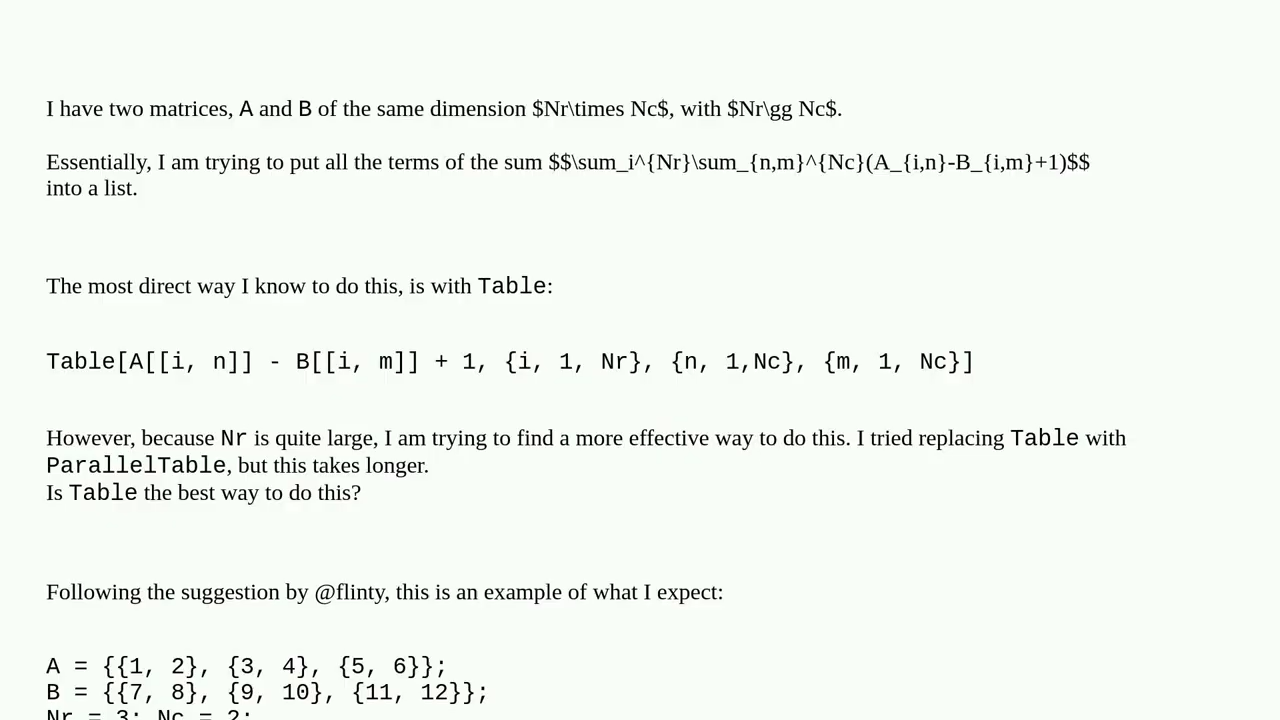 I have two matrices, A and B of the same dimension $Nr\times Nc$, with $Nr\gg Nc$.
Essentially, I am trying to put all the terms of the sum $$\sum_i^{Nr}\sum_{n,m}^{Nc}(A_{i,n}-B_{i,m}+1)$$
into a list.
The most direct way I know to do this, is with Table:
Table[A[[i, n]] - B[[i, m]] + 1, {i, 1, Nr}, {n, 1,Nc}, {m, 1, Nc}]
However, because Nr is quite large, I am trying to find a more effective way to do this. I tried replacing Table with
ParallelTable, but this takes longer.
Is Table the best way to do this?
Following the suggestion by @flinty, this is an example of what I expect:
A = {{1, 2}, {3, 4}, {5, 6}};
B = {{7, 8}, {9, 10}, {11, 12}};
Nr = 3; Nc = 2;